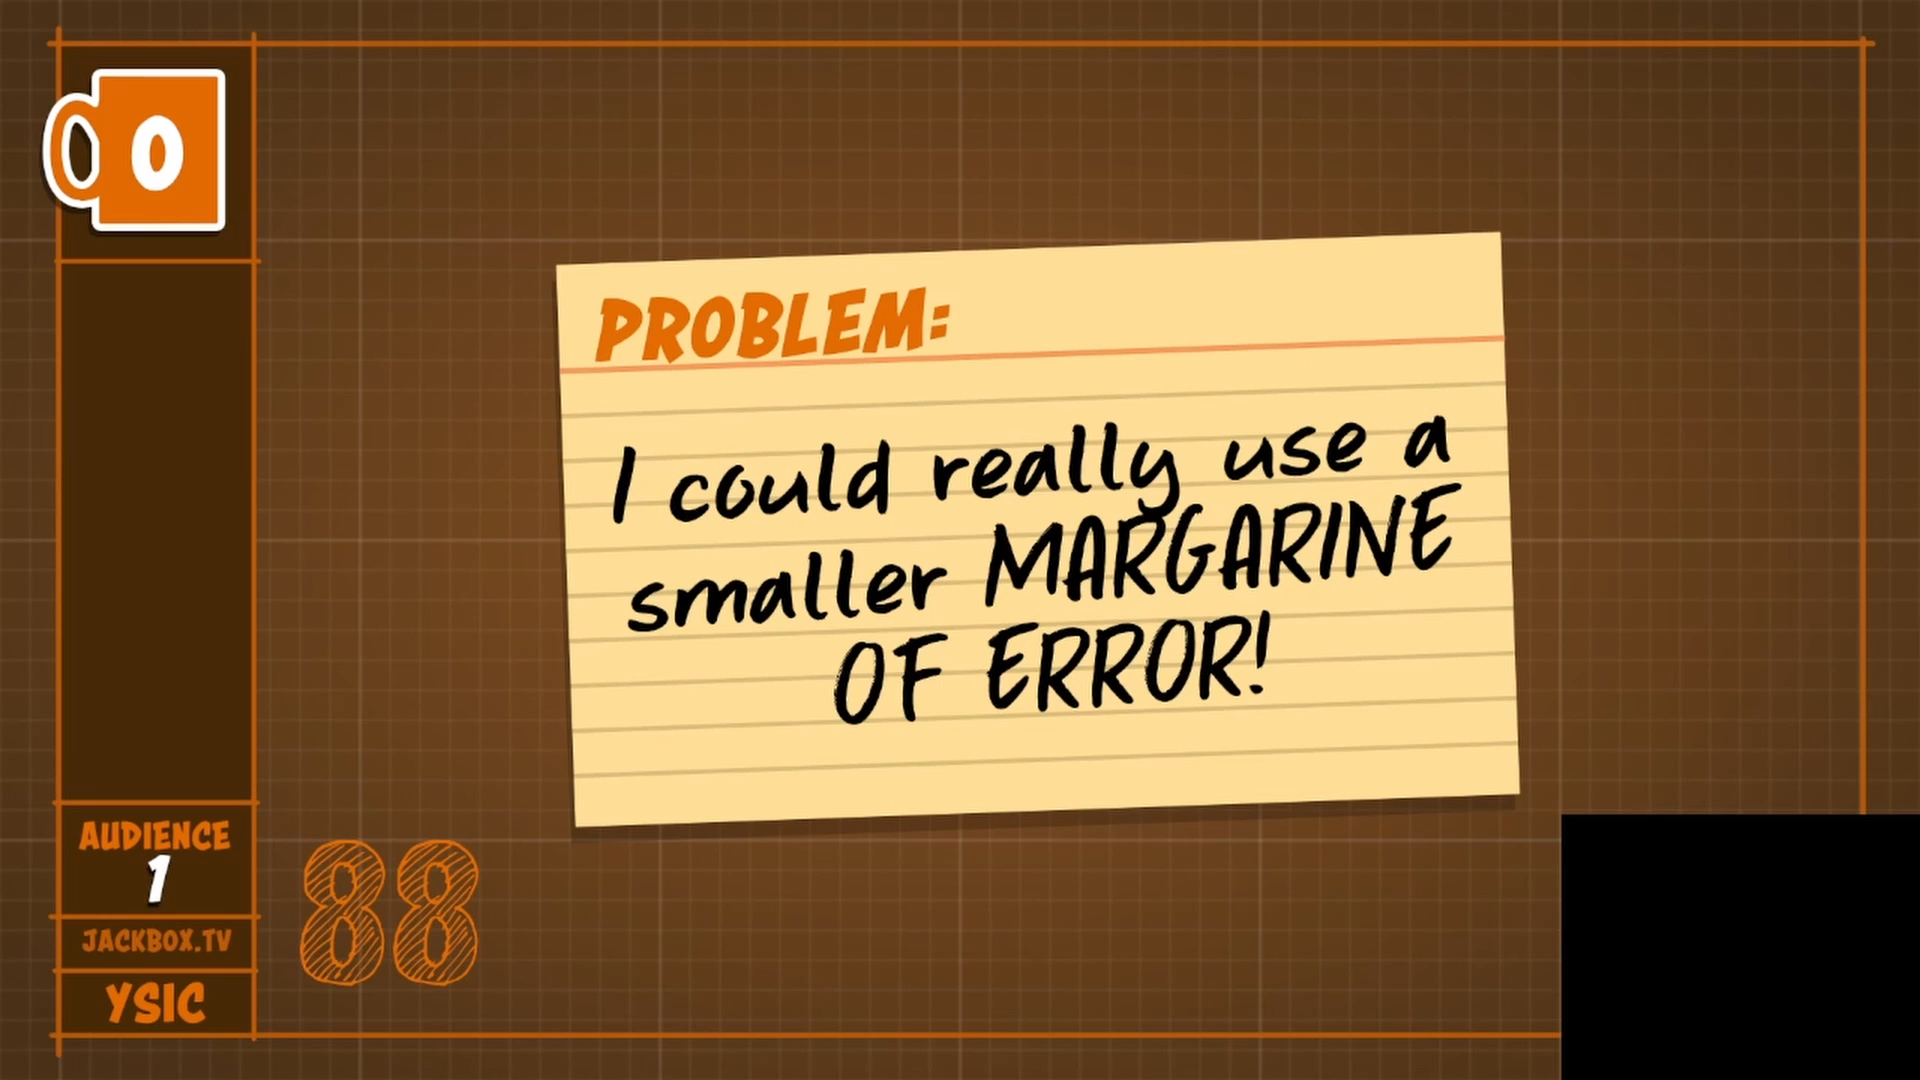 0
PROBLEM:
I could really use a
smaller MARGARINE
OF ERROR!
AUDIENCE
1
JACKBOX.TV
YSIC
88